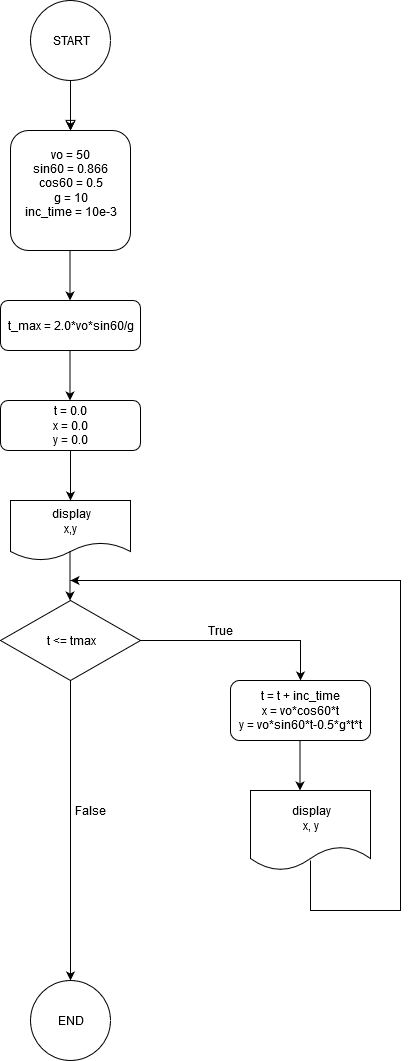 START
vo = 50
sin60 = 0.866
cos60 = 0.5
g = 10
inc_time = 10e-3
t_max = 2.0*vo*sin60/g
t = 0.0
x = 0.0
y = 0.0
display
x,y
t <= tmax
True
t = t + inc_time
x = vo*cos60*t
y = vo*sin60*t-0.5*g*t*t
display
x, y
False
END